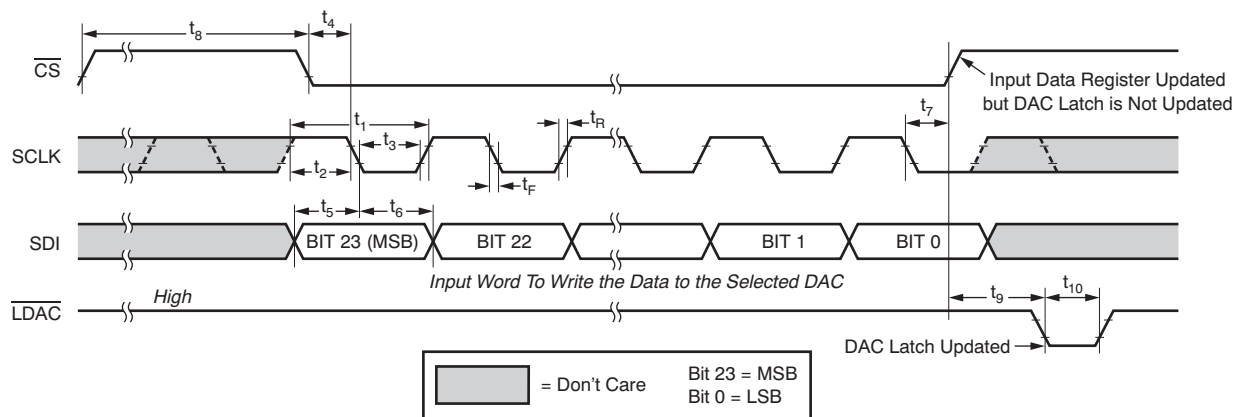 t8
t4
CS
Input Data Register Updated
but DAC Latch is Not Updated
t7
t1
tR
SCLK
t3
t2
tF
t5
t6
SDI
BIT 23 (MSB)
BIT 22
BIT 1
BIT 0
Input Word To Write the Data to the Selected DAC
High
t9
t10
LDAC
DAC Latch Updated
= Don't Care
Bit 23 = MSB
Bit 0 = LSB